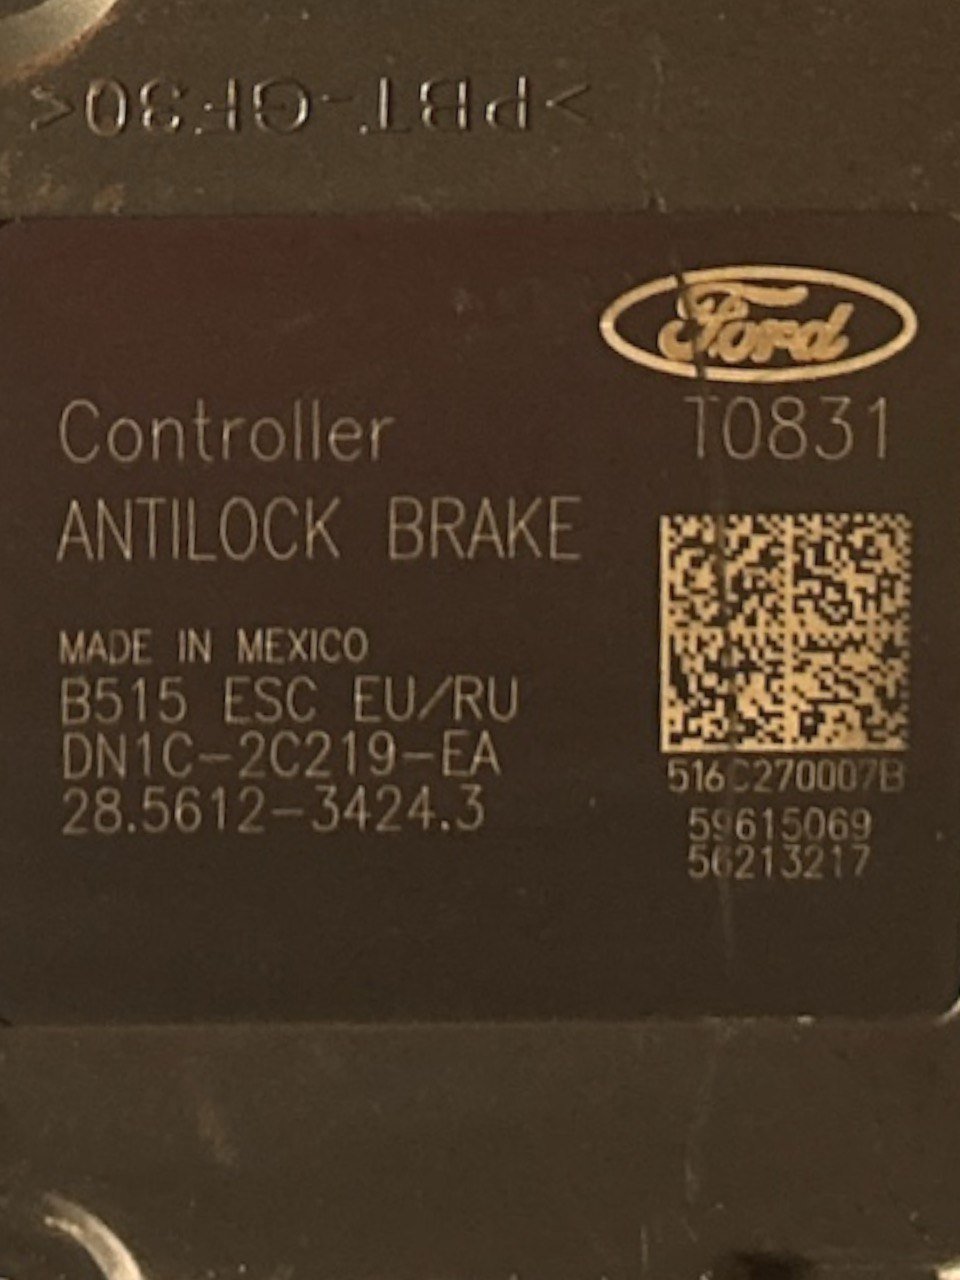 >PBT-GF30<
Ford
T0831
Controller
ANTILOCK BRAKE
MADE IN MEXICO
B515 ESC EU/RU
DN1C-2C219-EA
28.5612-3424.3
516C270007B
59615069
56213217